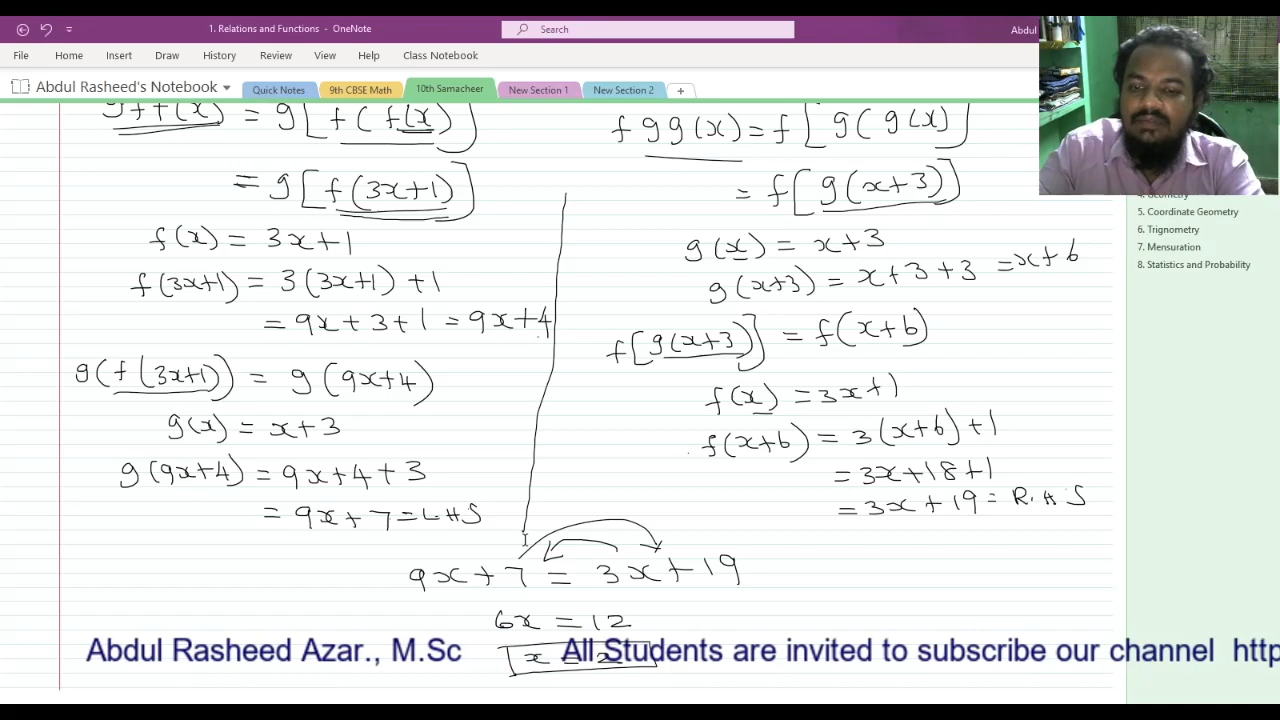 1. Relations and Functions - OneNote
Search
Abdul
File Home Insert Draw History Review View Help Class Notebook
Abdul Rasheed's Notebook
Quick Notes 9th CBSE Math 10th Samacheer New Section 1 New Section 2 +
gff(x) = g[f(f(x)]
= g[f(3x+1)]
f(x) = 3x+1
f(3x+1) = 3(3x+1) +1
= 9x+3+1 = 9x+4
g(f(3x+1)) = g(9x+4)
g(x) = x+3
g(9x+4) = 9x+4+3
= 9x+7 = LHS
fgg(x) = f[g(g(x)]
= f[g(x+3)]
g(x) = x+3
g(x+3) = x+3+3 = x+6
f[g(x+3)] = f(x+6)
f(x) = 3x+1
f(x+6) = 3(x+6)+1
= 3x+18+1
= 3x+19 = R.H.S
9x+7 = 3x+19
6x = 12
x = 2
5. Coordinate Geometry
6. Trignometry
7. Mensuration
8. Statistics and Probability
Abdul Rasheed Azar., M.Sc All Students are invited to subscribe our channel http